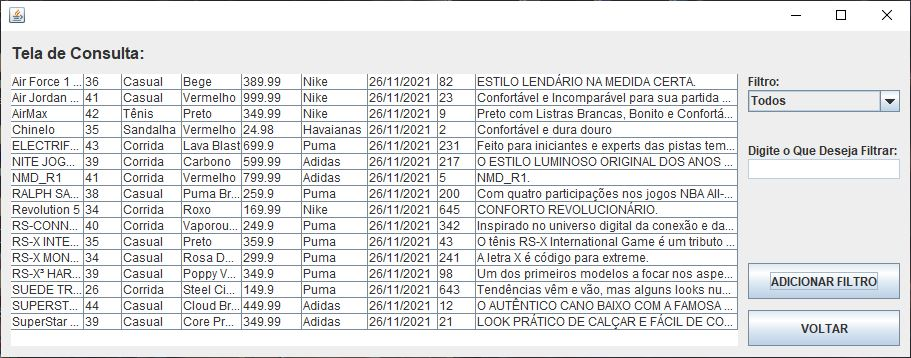 Tela de Consulta:
Air Force 1 ... 36 Casual Bege 389.99 Nike 26/11/2021 82 ESTILO LENDÁRIO NA MEDIDA CERTA.
Air Jordan ... 41 Casual Vermelho 999.99 Nike 26/11/2021 23 Confortável e Incomparável para sua partida ...
AirMax 42 Tênis Preto 349.99 Nike 26/11/2021 9 Preto com Listras Brancas, Bonito e Confortá...
Chinelo 35 Sandalha Vermelho 24.98 Havaianas 26/11/2021 2 Confortável e dura douro
ELECTRIF... 43 Corrida Lava Blast 699.9 Puma 26/11/2021 231 Feito para iniciantes e experts das pistas tem...
NITE JOG... 39 Corrida Carbono 599.99 Adidas 26/11/2021 217 O ESTILO LUMINOSO ORIGINAL DOS ANOS ...
NMD_R1 41 Corrida Vermelho 799.99 Adidas 26/11/2021 5 NMD_R1.
RALPH SA... 38 Casual Puma Br... 259.9 Puma 26/11/2021 200 Com quatro participações nos jogos NBA All-...
Revolution 5 34 Corrida Roxo 169.99 Nike 26/11/2021 645 CONFORTO REVOLUCIONÁRIO.
RS-CONN... 40 Corrida Vaporou... 249.9 Puma 26/11/2021 342 Inspirado no universo digital da conexão e da...
RS-X INTE... 35 Casual Preto 359.9 Puma 26/11/2021 43 O tênis RS-X International Game é um tributo ...
RS-X MON... 34 Casual Rosa D... 299.9 Puma 26/11/2021 241 A letra X é código para extreme.
RS-X³ HAR... 39 Casual Poppy V... 349.9 Puma 26/11/2021 98 Um dos primeiros modelos a focar nos aspe...
SUEDE TR... 26 Corrida Steel Ci... 149.9 Puma 26/11/2021 643 Tendências vêm e vão, mas alguns looks nu...
SUPERST... 44 Casual Cloud Br... 449.99 Adidas 26/11/2021 12 O AUTÊNTICO CANO BAIXO COM A FAMOSA ...
SuperStar ... 39 Casual Core Pr... 349.99 Adidas 26/11/2021 21 LOOK PRÁTICO DE CALÇAR E FÁCIL DE CO...
Filtro:
Todos
Digite o Que Deseja Filtrar:
ADICIONAR FILTRO
VOLTAR